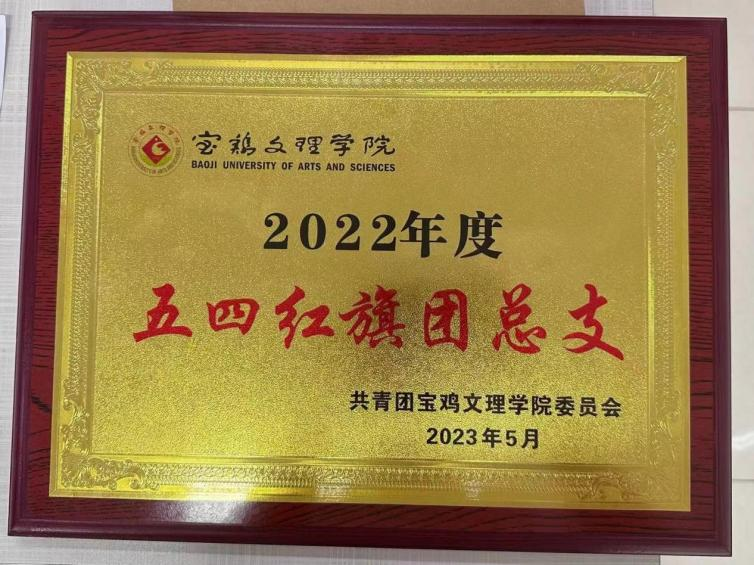 宝鸡文理学院
BAOJI UNIVERSITY OF ARTS AND SCIENCES
2022年度
五四红旗团总支
共青团宝鸡文理学院委员会
2023年5月